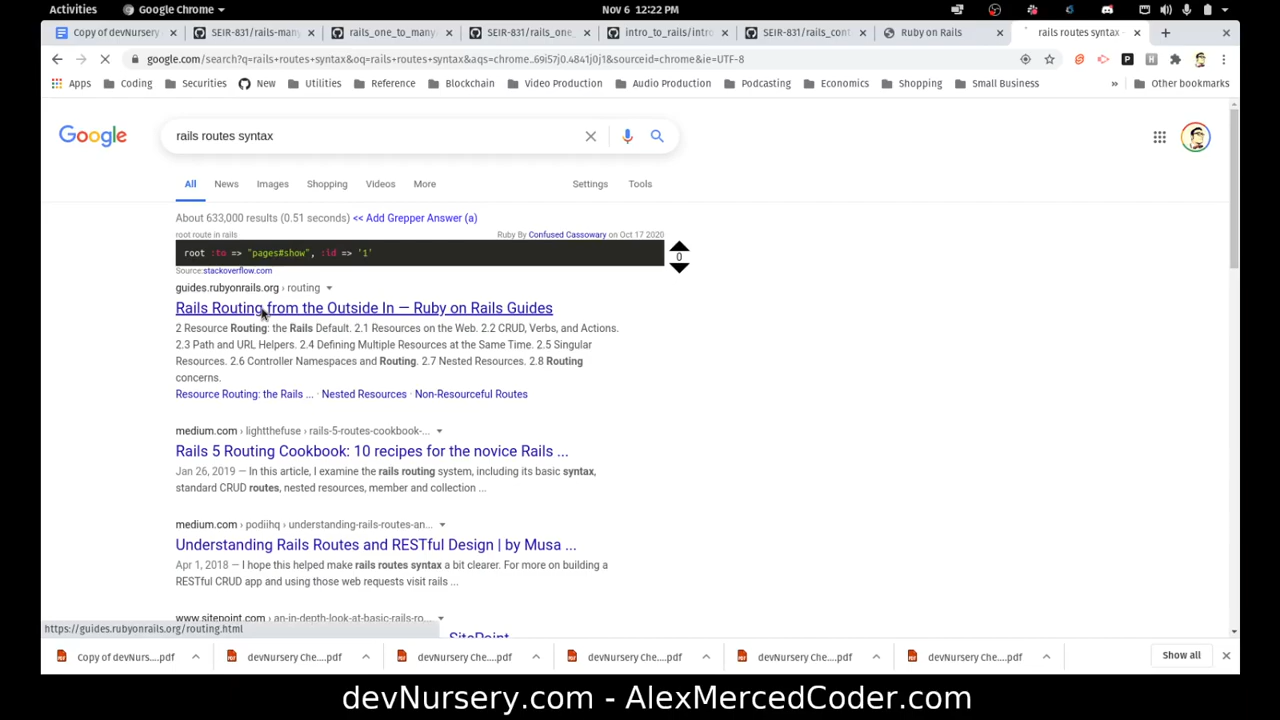 Activities
Google Chrome
Nov 6 12:22 PM
Copy of devNursery
SEIR-831/rails-man
rails_one_to_many
SEIR-831/rails_one_
intro_to_rails/intro
SEIR-831/rails_cont
Ruby on Rails
rails routes syntax -
google.com/search?q=rails+routes+syntax&oq=rails+routes+syntax&aqs=chrome..69i57j0.4841j0j1&sourceid=chrome&ie=UTF-8
Apps
Coding
Securities
New
Utilities
Reference
Blockchain
Video Production
Audio Production
Podcasting
Economics
Shopping
Small Business
»
Other bookmarks
Google
rails routes syntax
All
News
Images
Shopping
Videos
More
Settings
Tools
About 633,000 results (0.51 seconds) << Add Grepper Answer (a)
root route in rails
Ruby By Confused Cassowary on Oct 17 2020
root :to => "pages#show", :id => '1'
0
Source:stackoverflow.com
guides.rubyonrails.org › routing
Rails Routing from the Outside In — Ruby on Rails Guides
2 Resource Routing: the Rails Default. 2.1 Resources on the Web. 2.2 CRUD, Verbs, and Actions.
2.3 Path and URL Helpers. 2.4 Defining Multiple Resources at the Same Time. 2.5 Singular
Resources. 2.6 Controller Namespaces and Routing. 2.7 Nested Resources. 2.8 Routing
concerns.
Resource Routing: the Rails ... · Nested Resources · Non-Resourceful Routes
medium.com › lightthefuse › rails-5-routes-cookbook-...
Rails 5 Routing Cookbook: 10 recipes for the novice Rails ...
Jan 26, 2019 — In this article, I examine the rails routing system, including its basic syntax,
standard CRUD routes, nested resources, member and collection ...
medium.com › podiihq › understanding-rails-routes-an...
Understanding Rails Routes and RESTful Design | by Musa ...
Apr 1, 2018 — I hope this helped make rails routes syntax a bit clearer. For more on building a
RESTful CRUD app and using those web requests visit rails ...
www.sitepoint.com › an-in-depth-look-at-basic-rails-ro...
SitePoint
https://guides.rubyonrails.org/routing.html
Copy of devNurs....pdf
devNursery Che....pdf
devNursery Che....pdf
devNursery Che....pdf
devNursery Che....pdf
devNursery Che....pdf
Show all
devNursery.com - AlexMercedCoder.com